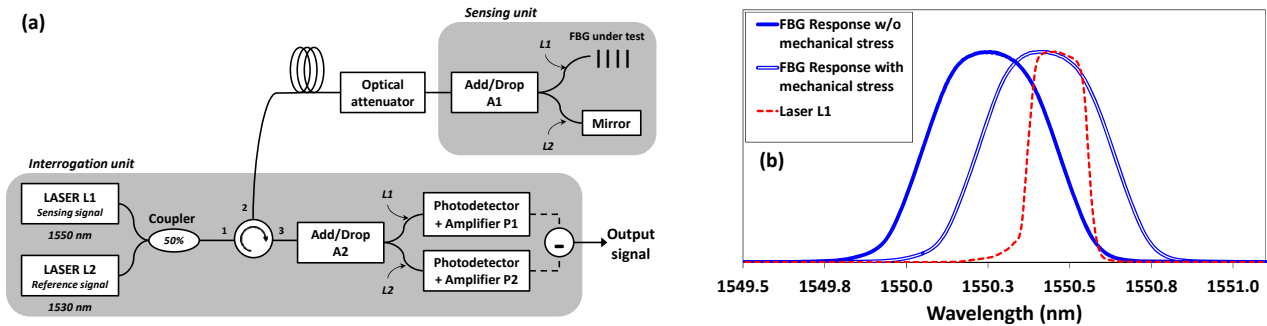 (a)
Sensing unit
FBG under test
L1
Optical
attenuator
Add/Drop
A1
L2
Mirror
Interrogation unit
LASER L1
Sensing signal
1550 nm
LASER L2
Reference signal
1530 nm
Coupler
50%
1
2
3
Add/Drop
A2
L1
L2
Photodetector
+ Amplifier P1
Photodetector
+ Amplifier P2
-
Output
signal
FBG Response w/o
mechanical stress
FBG Response with
mechanical stress
Laser L1
(b)
1549.5
1549.8
1550.0
1550.3
1550.5
1550.8
1551.0
Wavelength (nm)